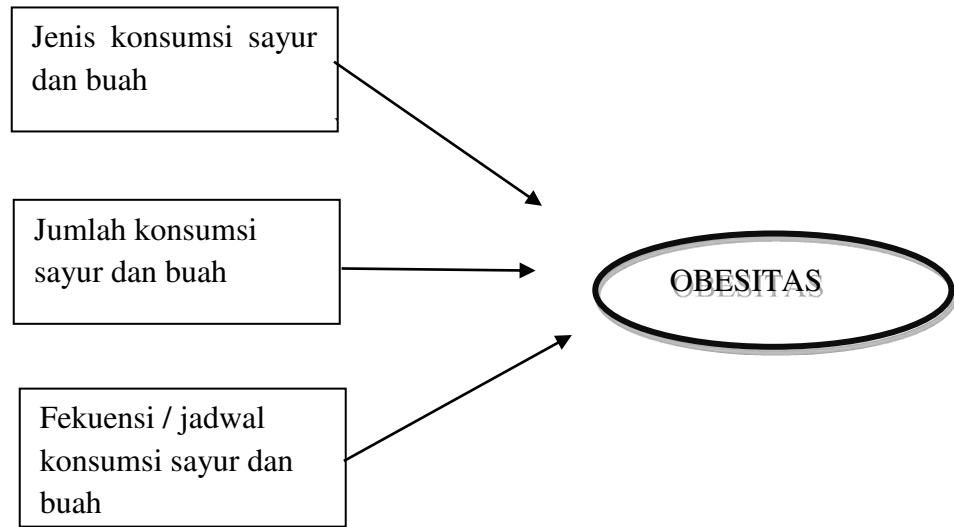 Jenis konsumsi sayur
dan buah
Jumlah konsumsi
sayur dan buah
OBESITAS
Fekuensi / jadwal
konsumsi sayur dan
buah